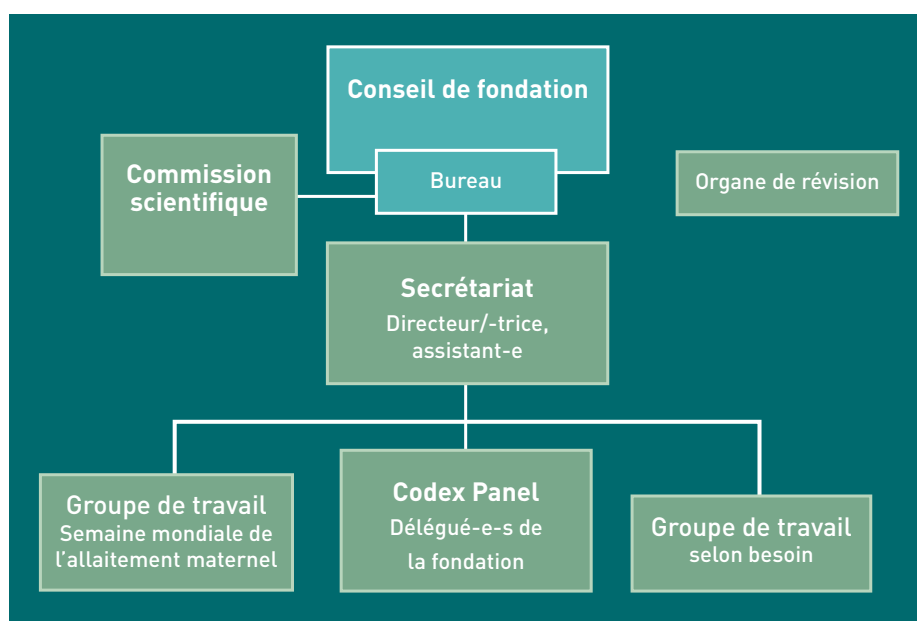 Conseil de fondation
Commission
scientifique
Bureau
Organe de révision
Secrétariat
Directeur/-trice,
assistant-e
Groupe de travail
Semaine mondiale de
l'allaitement maternel
Codex Panel
Délégué-e-s de
la fondation
Groupe de travail
selon besoin